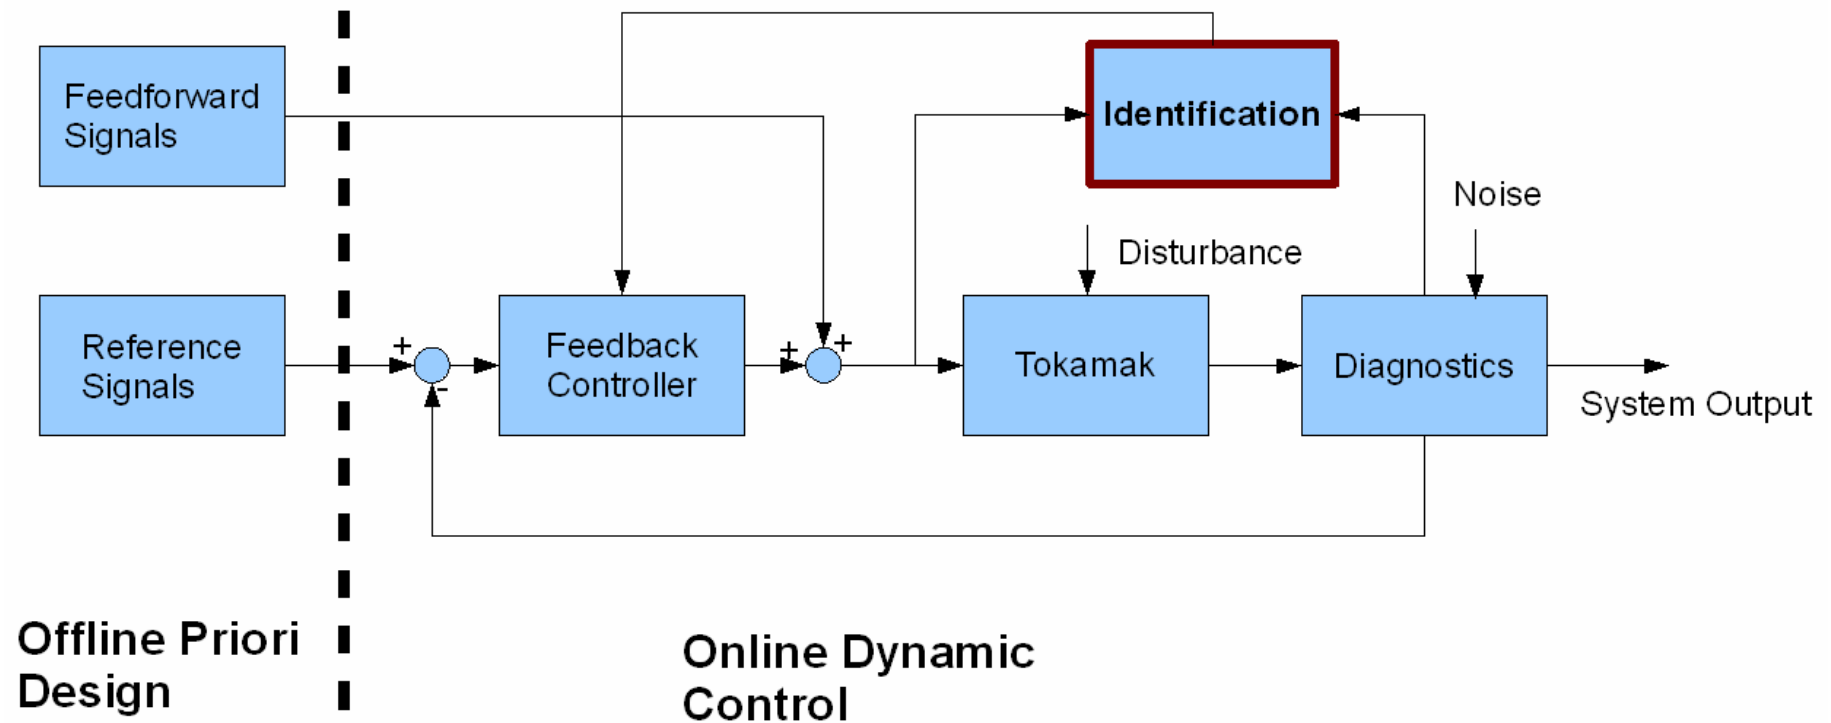 Feedforward
Signals
Identification
Noise
Disturbance
Reference
Signals
+
-
Feedback
Controller
+
+
Tokamak
Diagnostics
System Output
Offline Priori
Design
Online Dynamic
Control